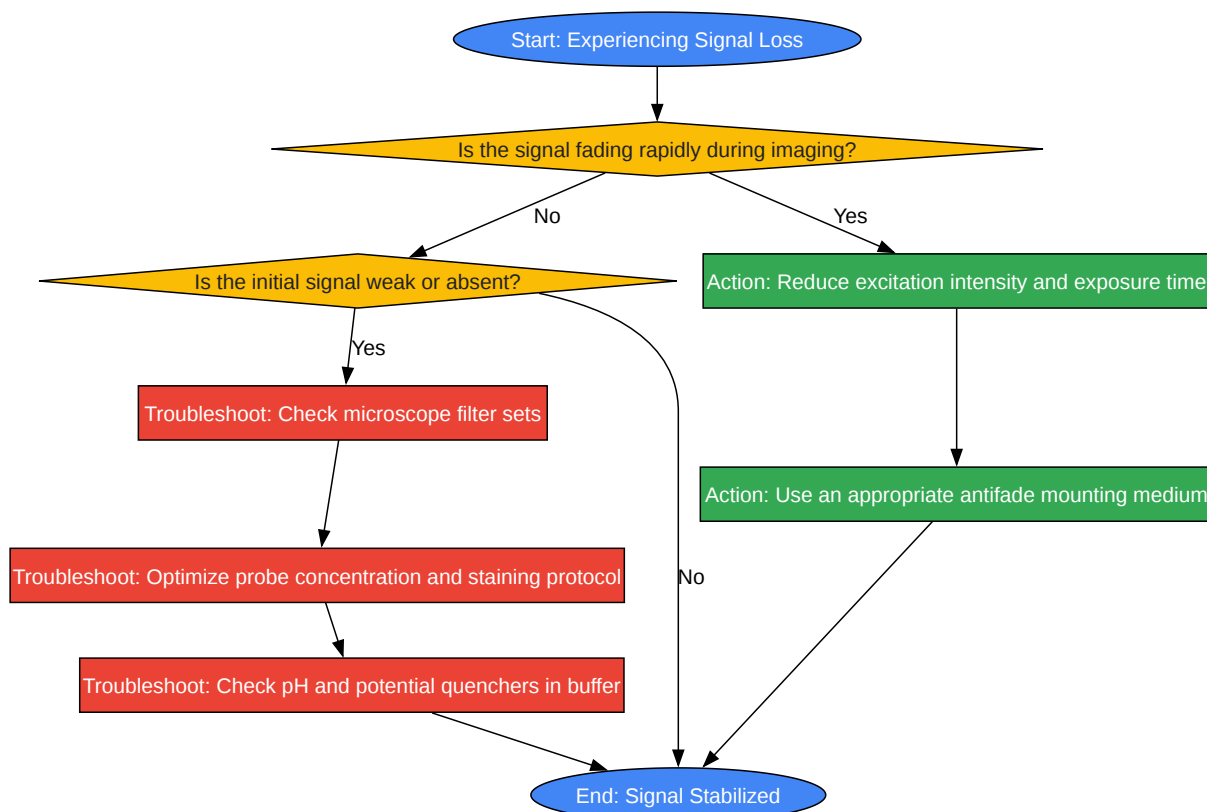 Start: Experiencing Signal Loss
Is the signal fading rapidly during imaging?
No
Yes
Is the initial signal weak or absent?
Action: Reduce excitation intensity and exposure time
Yes
Troubleshoot: Check microscope filter sets
Action: Use an appropriate antifade mounting medium
Troubleshoot: Optimize probe concentration and staining protocol
No
Troubleshoot: Check pH and potential quenchers in buffer
End: Signal Stabilized